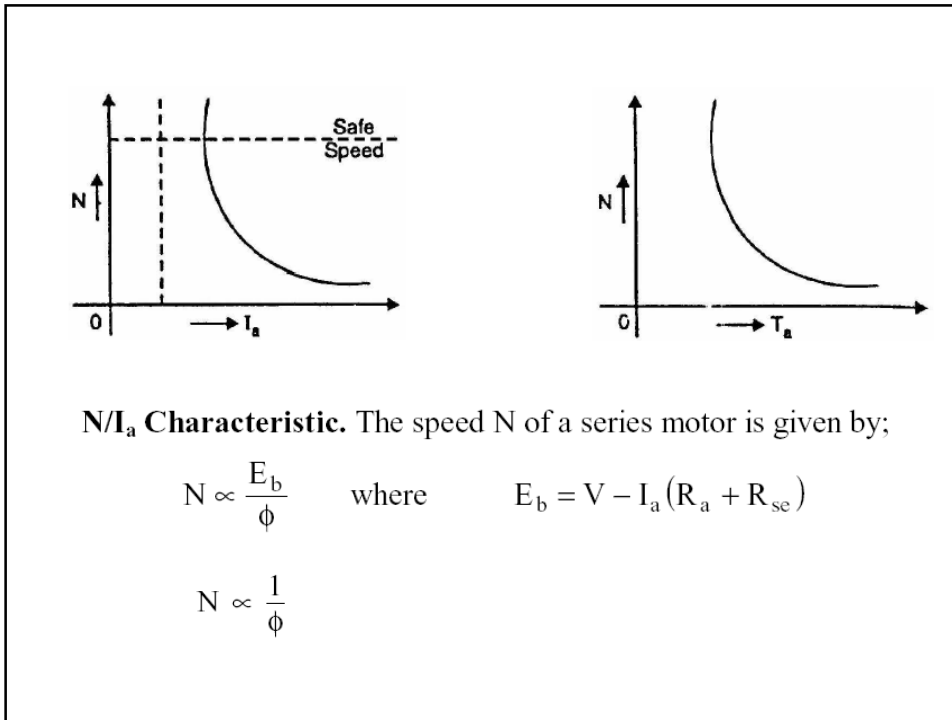 Safe
Speed
N
0
I_a
N
0
T_a
N/I_a Characteristic. The speed N of a series motor is given by;
N ∝ E_b/ϕ where E_b = V − I_a(R_a + R_se)
N ∝ 1/ϕ